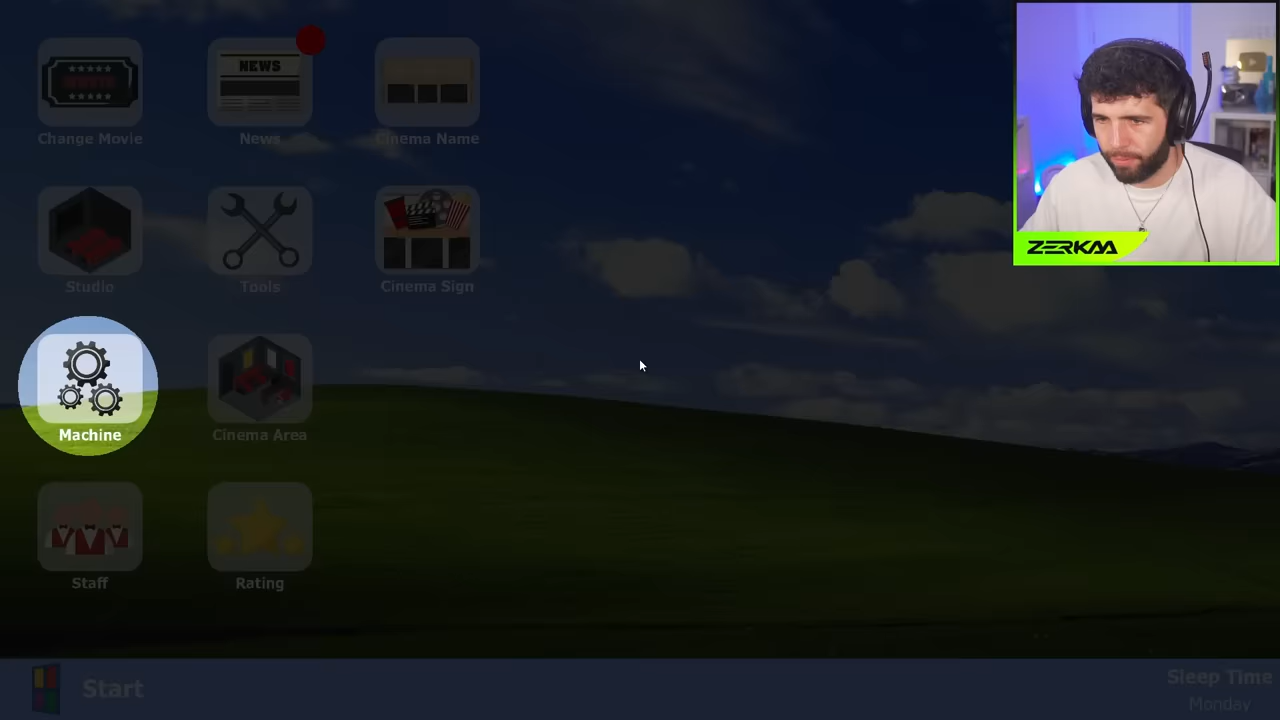 NEWS
Change Movie
News
Cinema Name
Studio
Tools
Cinema Sign
Machine
Cinema Area
Staff
Rating
ZERKAA
Start
Sleep Time
Monday